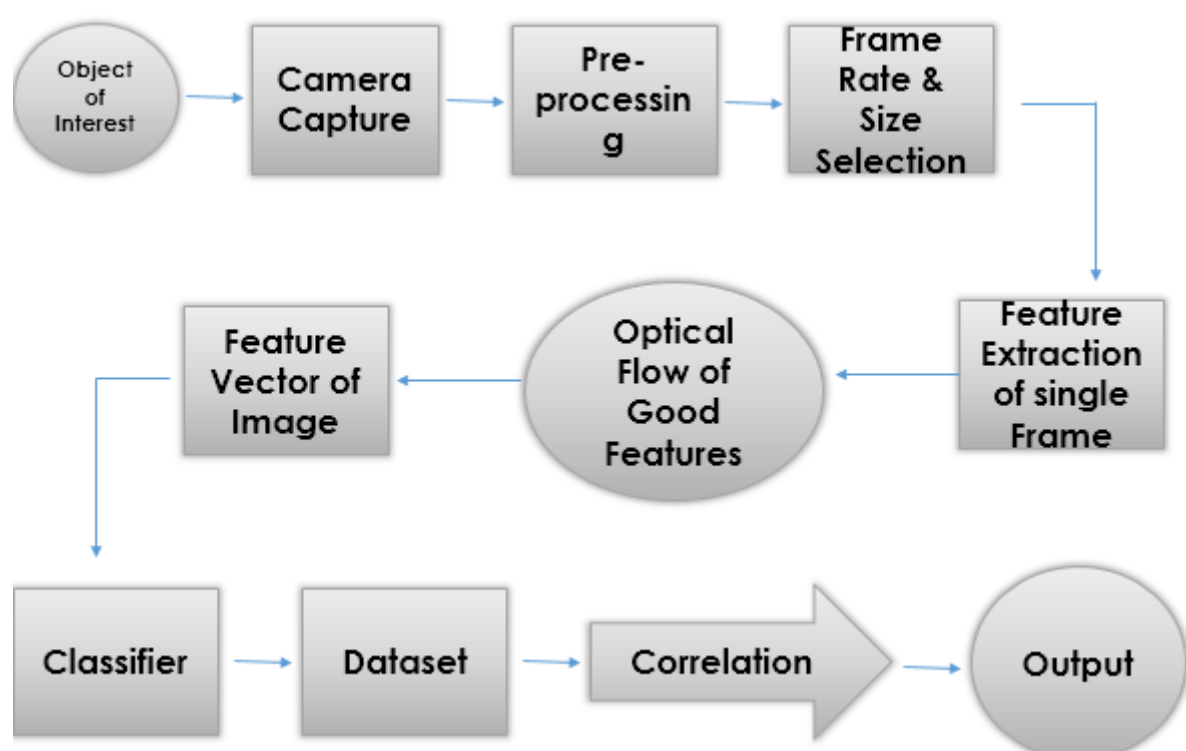 Object
of
Interest
Camera
Capture
Pre-
processin
g
Frame
Rate &
Size
Selection
Feature
Extraction
of single
Frame
Optical
Flow of
Good
Features
Feature
Vector of
Image
Classifier
Dataset
Correlation
Output